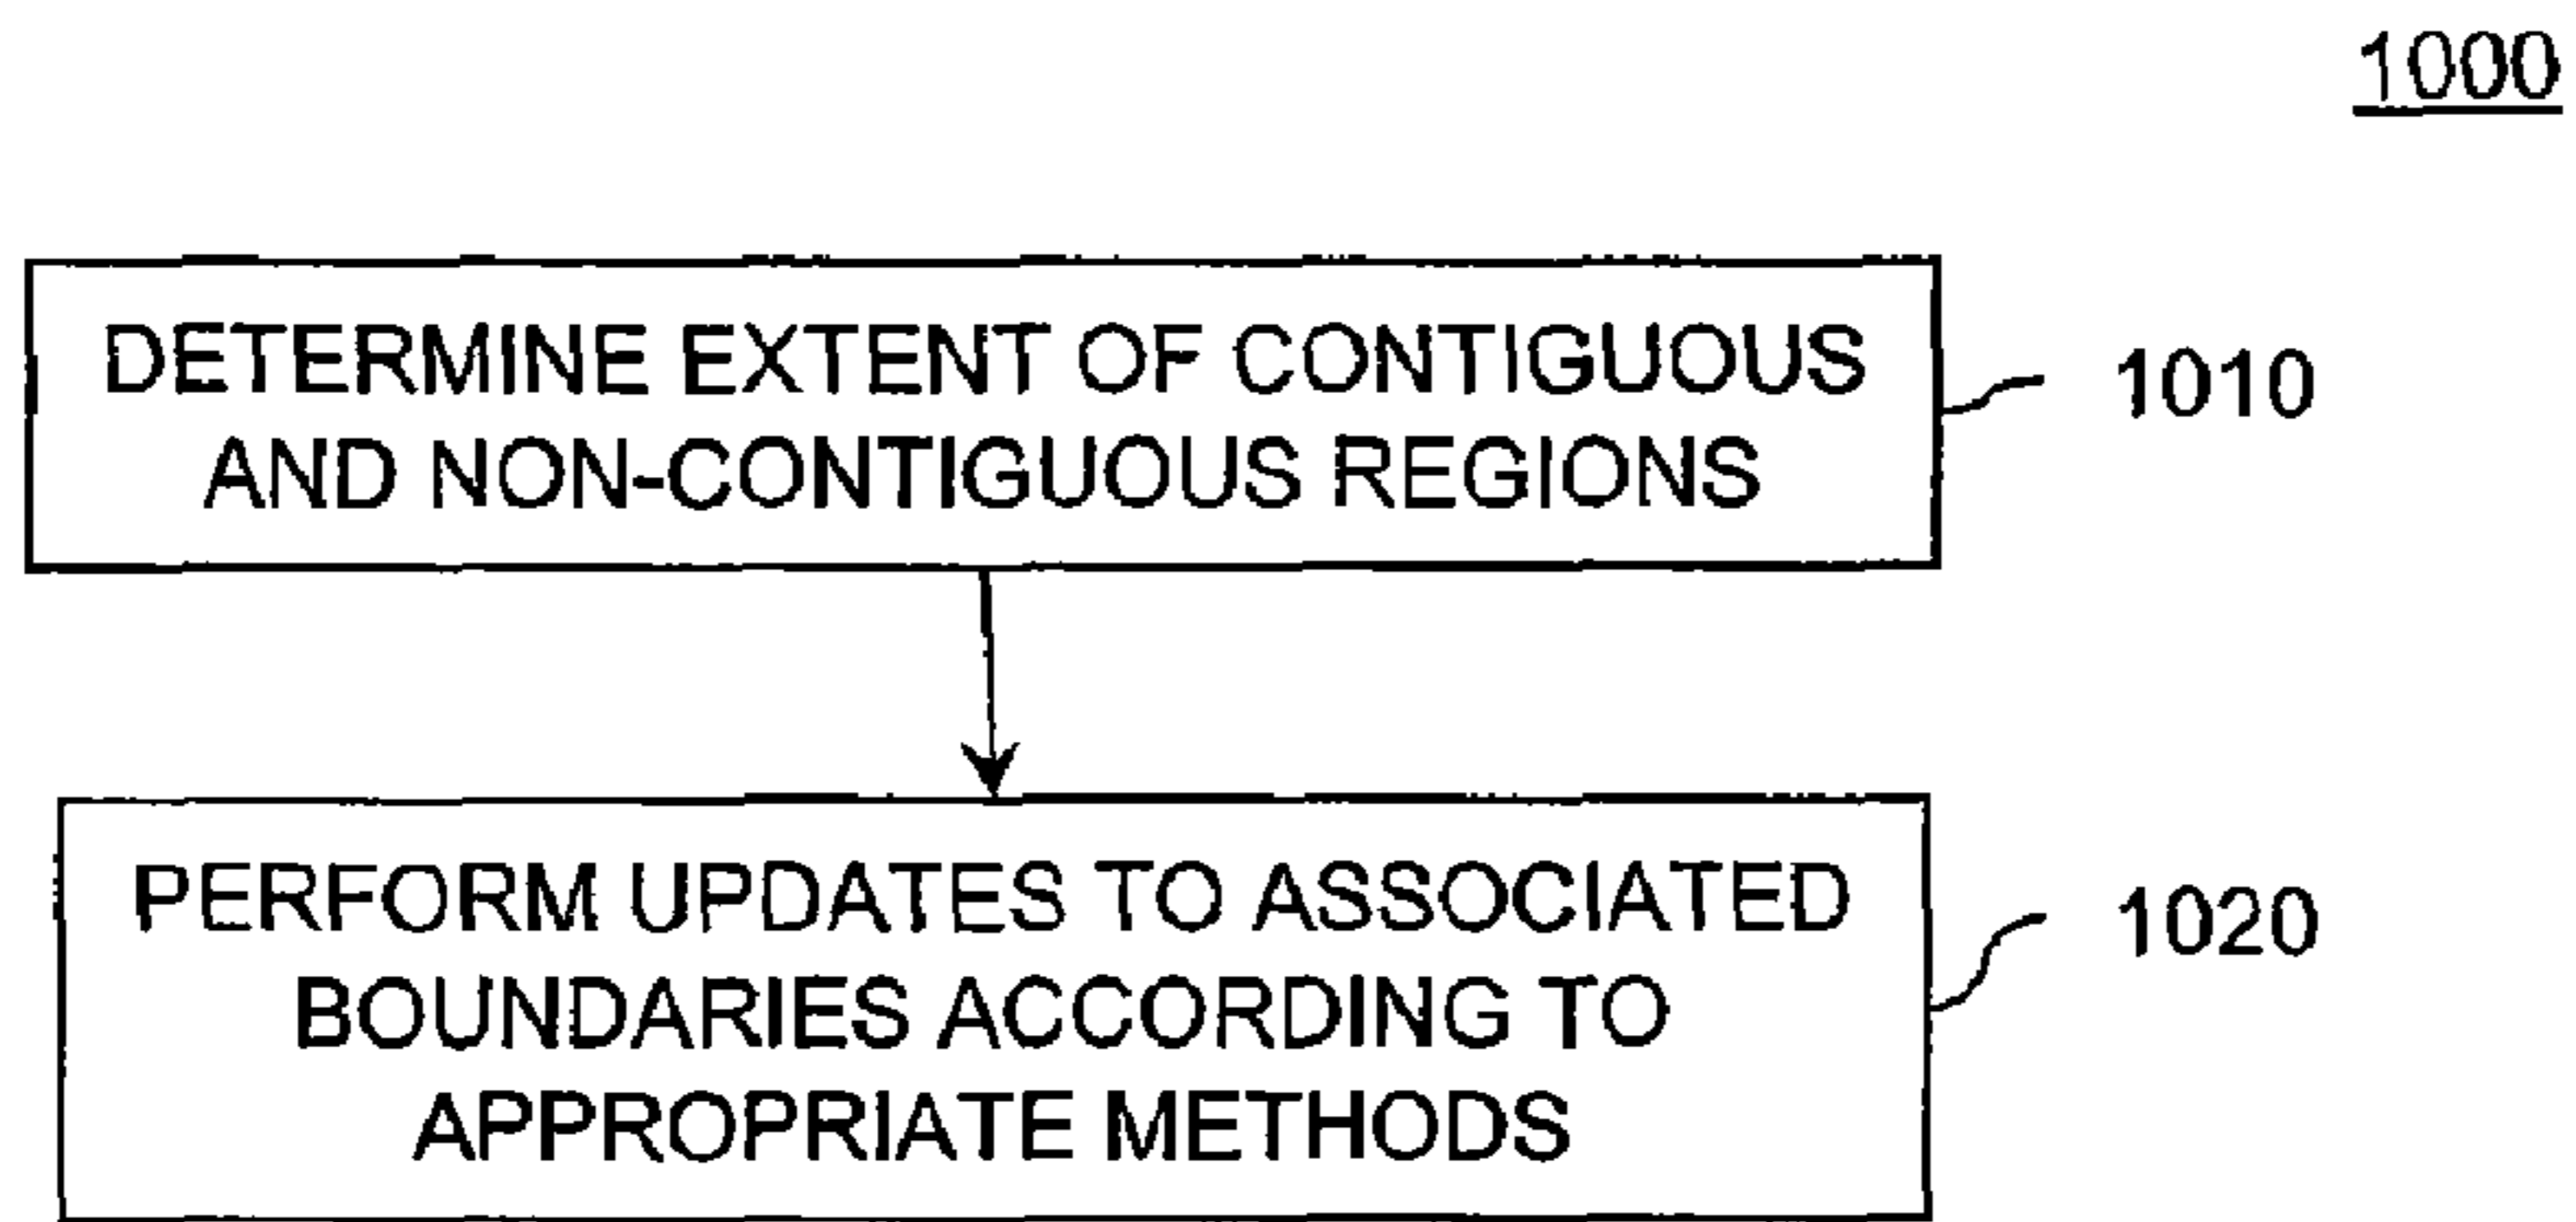 1000
DETERMINE EXTENT OF CONTIGUOUS
AND NON-CONTIGUOUS REGIONS
1010
PERFORM UPDATES TO ASSOCIATED
BOUNDARIES ACCORDING TO
APPROPRIATE METHODS
1020